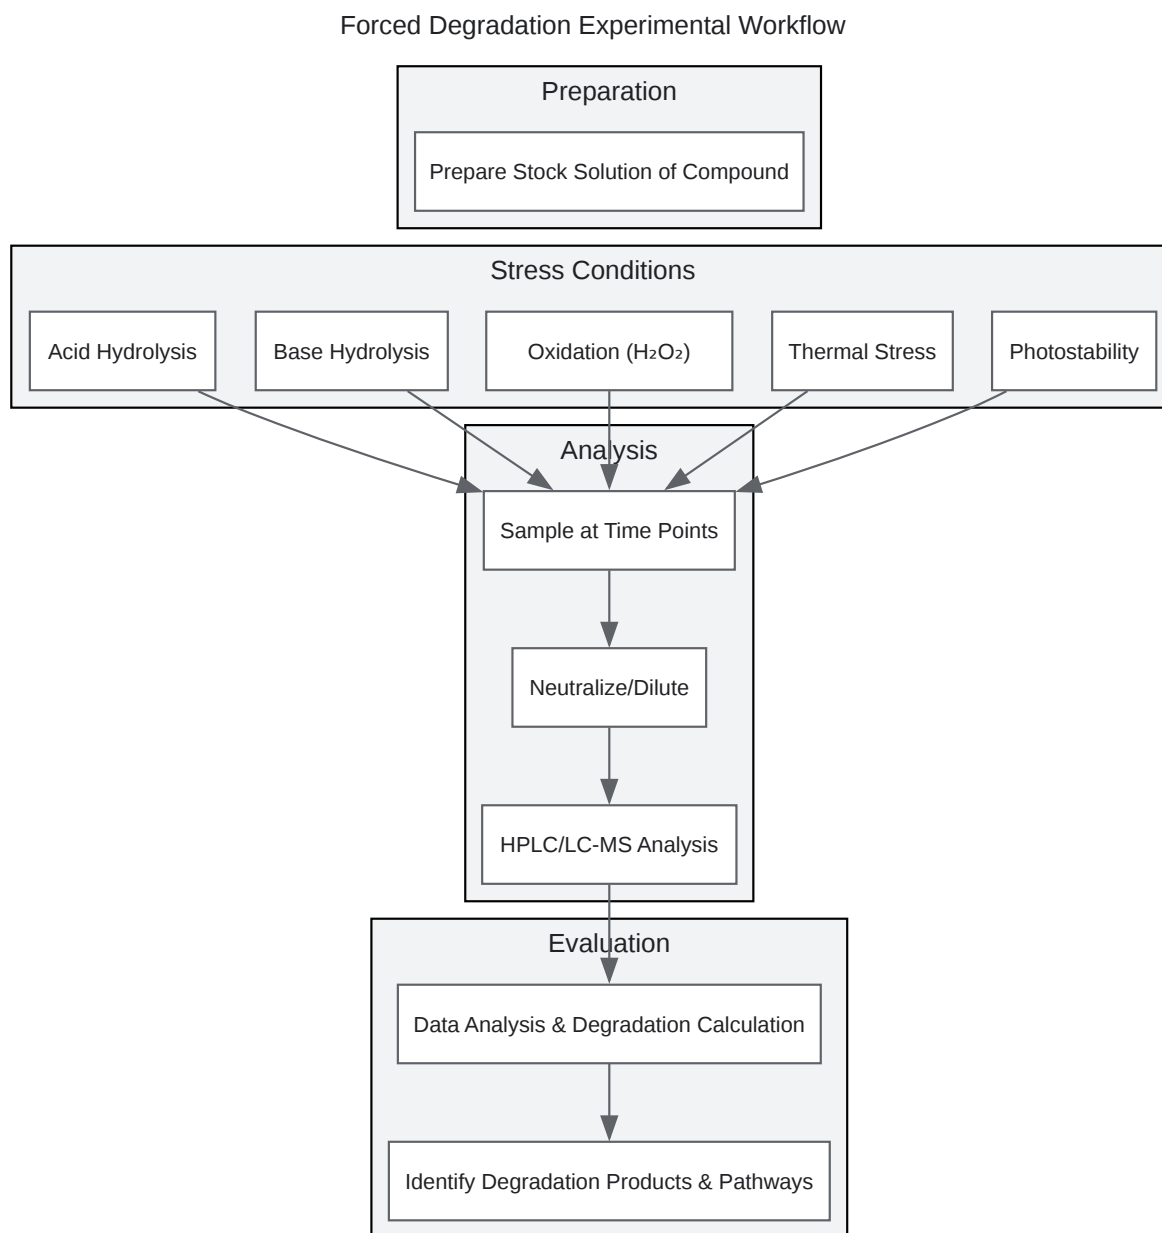 Forced Degradation Experimental Workflow
Preparation
Prepare Stock Solution of Compound
Stress Conditions
Acid Hydrolysis
Base Hydrolysis
Oxidation (H₂O₂)
Thermal Stress
Photostability
Analysis
Sample at Time Points
Neutralize/Dilute
HPLC/LC-MS Analysis
Evaluation
Data Analysis & Degradation Calculation
Identify Degradation Products & Pathways